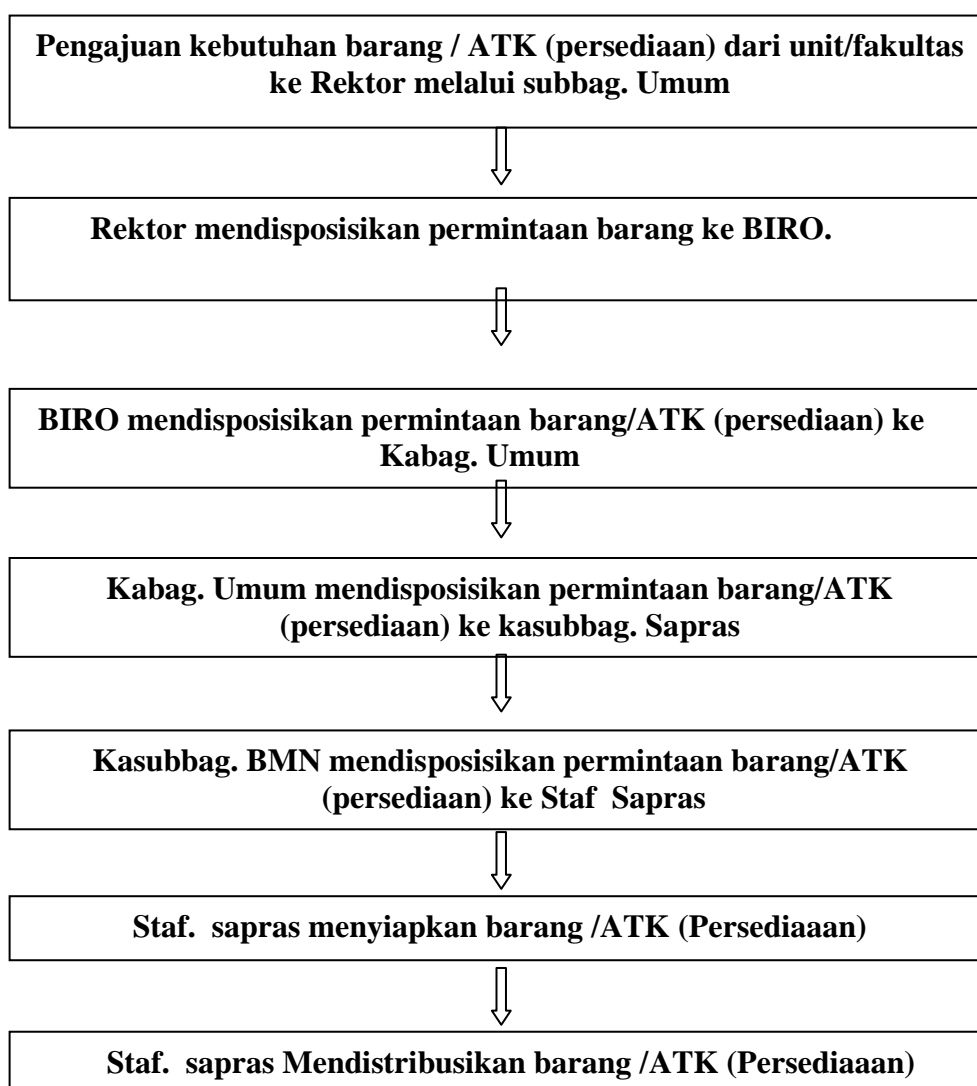 Pengajuan kebutuhan barang / ATK (persediaan) dari unit/fakultas
ke Rektor melalui subbag. Umum
Rektor mendisposisikan permintaan barang ke BIRO.
BIRO mendisposisikan permintaan barang/ATK (persediaan) ke
Kabag. Umum
Kabag. Umum mendisposisikan permintaan barang/ATK
(persediaan) ke kasubbag. Sapras
Kasubbag. BMN mendisposisikan permintaan barang/ATK
(persediaan) ke Staf Sapras
Staf. sapras menyiapkan barang /ATK (Persediaaan)
Staf. sapras Mendistribusikan barang /ATK (Persediaaan)